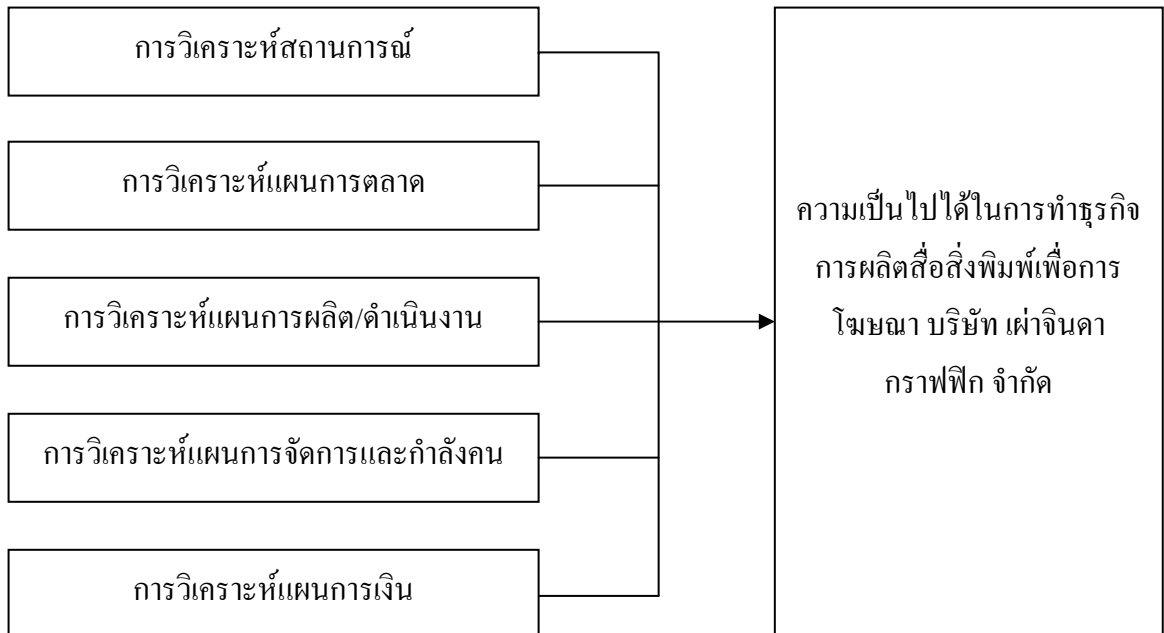 การวิเคราะห์สถานการณ์
การวิเคราะห์แผนการตลาด
การวิเคราะห์แผนการผลิต/ดำเนินงาน
การวิเคราะห์แผนการจัดการและกำลังคน
การวิเคราะห์แผนการเงิน
ความเป็นไปได้ในการทำธุรกิจ
การผลิตสื่อสิ่งพิมพ์เพื่อการ
โฆษณา บริษัท เผ่าจินดา
กราฟฟิก จำกัด